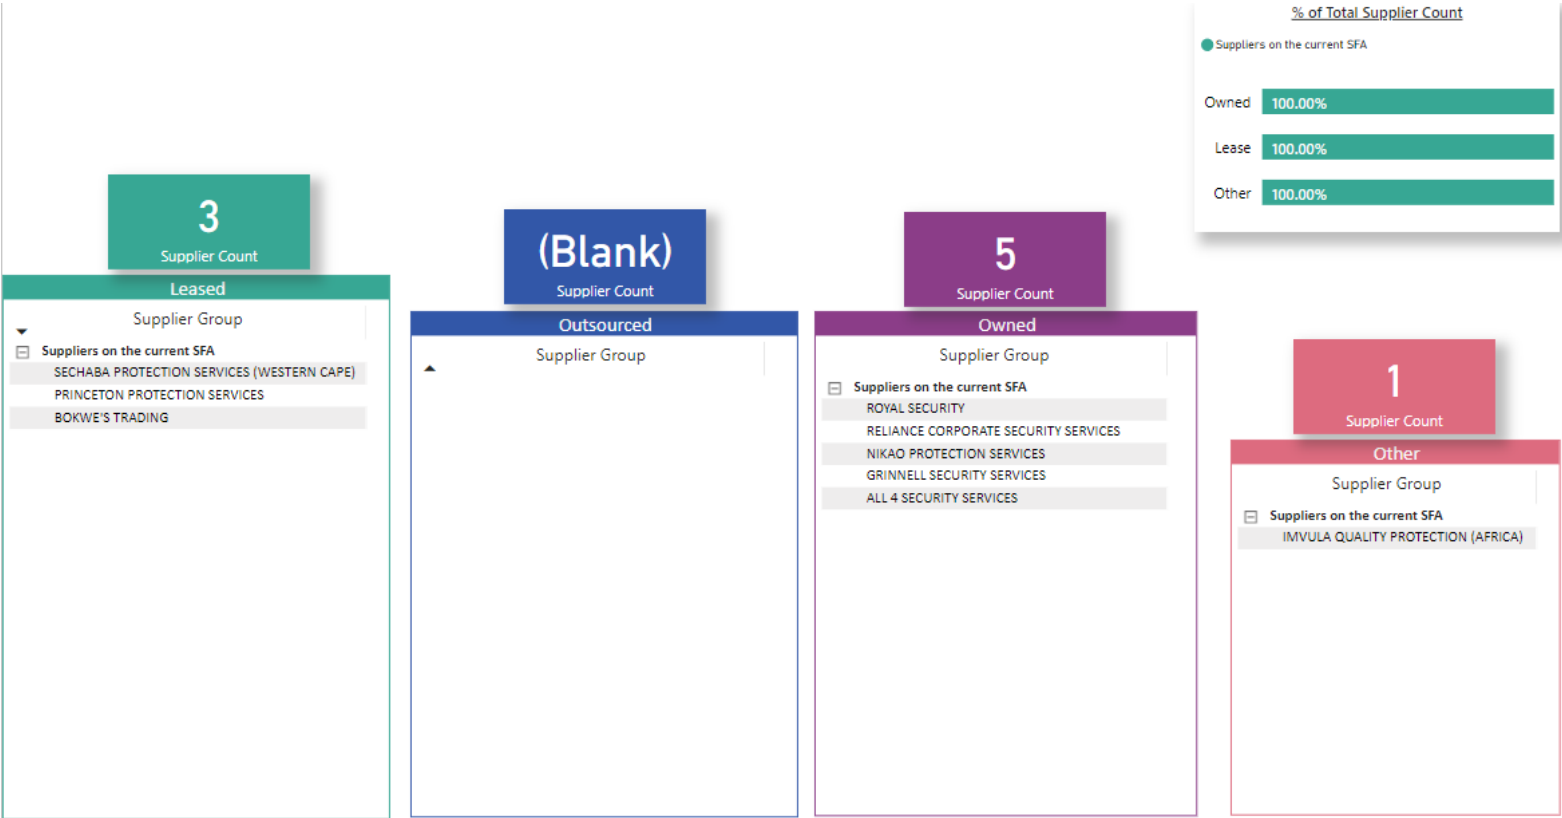 % of Total Supplier Count
Suppliers on the current SFA
Owned 100.00%
Lease 100.00%
Other 100.00%
3
Supplier Count
Leased
Supplier Group
Suppliers on the current SFA
SECHABA PROTECTION SERVICES (WESTERN CAPE)
PRINCETON PROTECTION SERVICES
BOKWE'S TRADING
(Blank)
Supplier Count
Outsourced
Supplier Group
5
Supplier Count
Owned
Supplier Group
Suppliers on the current SFA
ROYAL SECURITY
RELIANCE CORPORATE SECURITY SERVICES
NIKAO PROTECTION SERVICES
GRINNELL SECURITY SERVICES
ALL 4 SECURITY SERVICES
1
Supplier Count
Other
Supplier Group
Suppliers on the current SFA
IMVULA QUALITY PROTECTION (AFRICA)